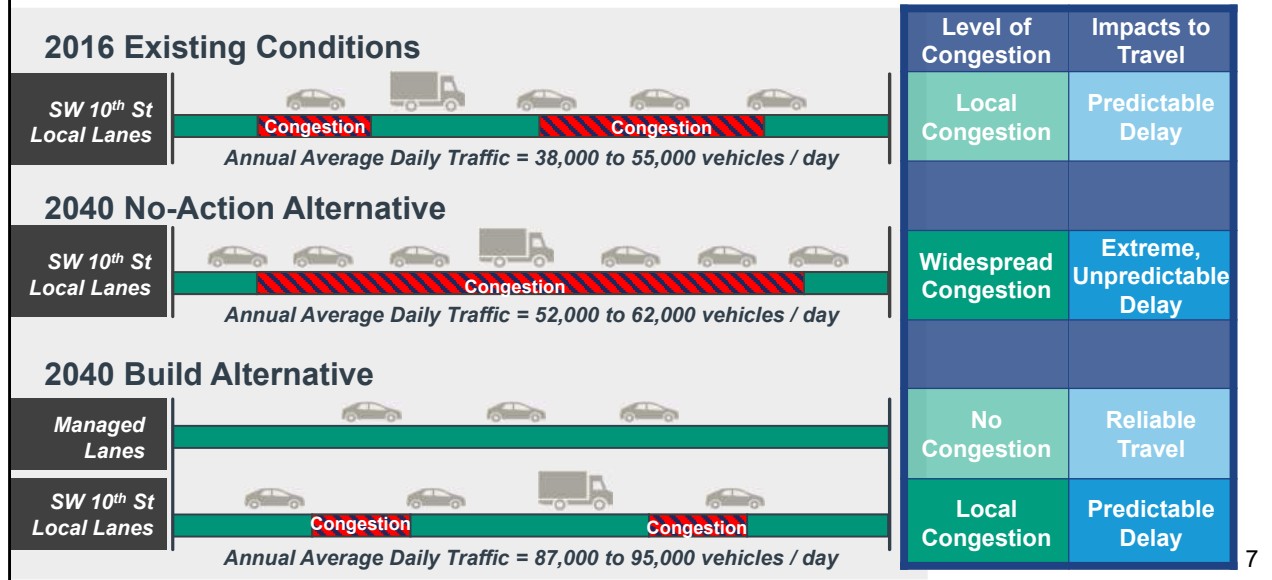 Level of
Congestion
Impacts to
Travel
2016 Existing Conditions
SW 10th St
Local Lanes
Congestion
Congestion
Annual Average Daily Traffic = 38,000 to 55,000 vehicles / day
Local
Congestion
Predictable
Delay
2040 No-Action Alternative
SW 10th St
Local Lanes
Congestion
Annual Average Daily Traffic = 52,000 to 62,000 vehicles / day
Widespread
Congestion
Extreme,
Unpredictable
Delay
2040 Build Alternative
Managed
Lanes
No
Congestion
Reliable
Travel
SW 10th St
Local Lanes
Congestion
Congestion
Annual Average Daily Traffic = 87,000 to 95,000 vehicles / day
Local
Congestion
Predictable
Delay
7